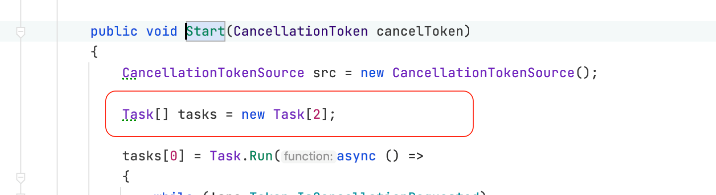 public void Start(CancellationToken cancelToken)
{
CancellationTokenSource src = new CancellationTokenSource();
Task[] tasks = new Task[2];
tasks[0] = Task.Run( function: async () =>
{